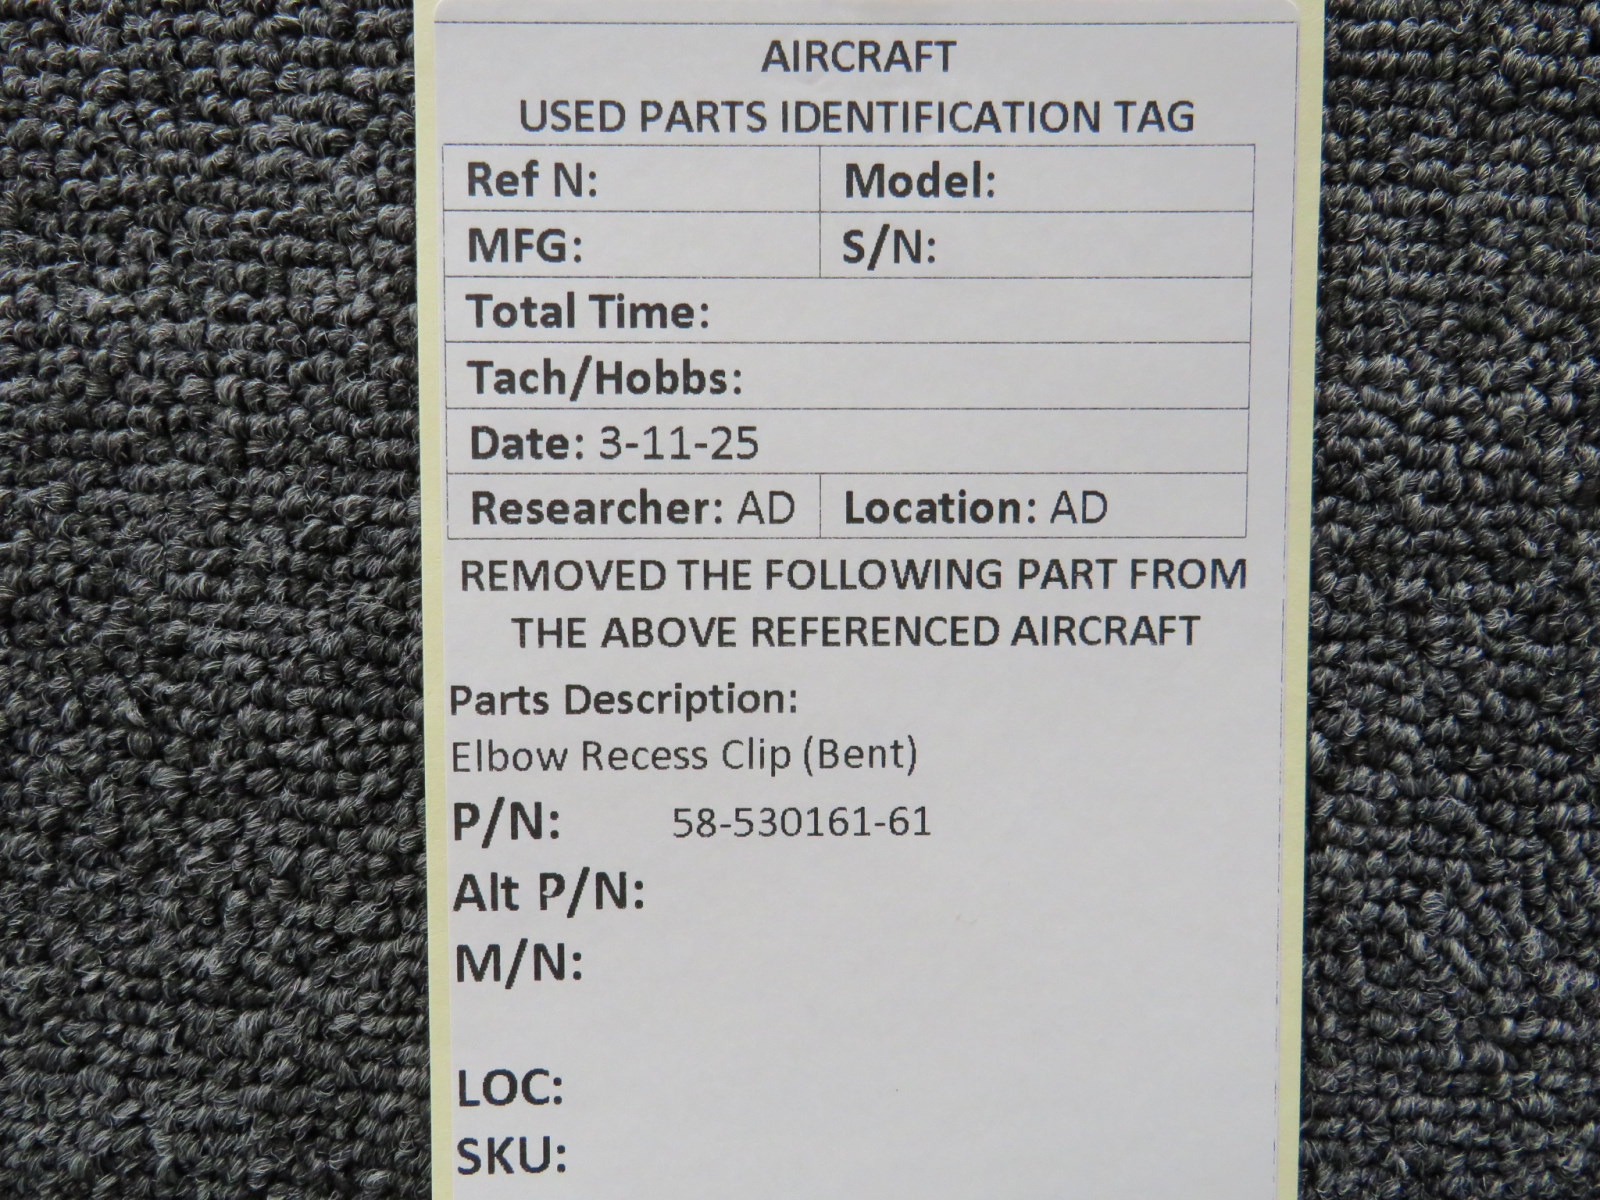 AIRCRAFT
USED PARTS IDENTIFICATION TAG
Ref N: Model:
MFG: S/N:
Total Time:
Tach/Hobbs:
Date: 3-11-25
Researcher: AD Location: AD
REMOVED THE FOLLOWING PART FROM
THE ABOVE REFERENCED AIRCRAFT
Parts Description:
Elbow Recess Clip (Bent)
P/N: 58-530161-61
Alt P/N:
M/N:
LOC:
SKU: